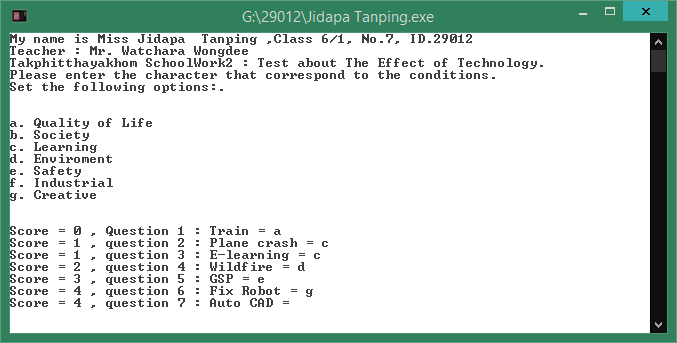 G:\29012\Jidapa Tanping.exe
My name is Miss Jidapa  Tanping ,Class 6/1, No.7, ID.29012
Teacher : Mr. Watchara Wongdee
Takphitthayakhom SchoolWork2 : Test about The Effect of Technology.
Please enter the character that correspond to the conditions.
Set the following options:.
a. Quality of Life
b. Society
c. Learning
d. Enviroment
e. Safety
f. Industrial
g. Creative
Score = 0 , Question 1 : Train = a
Score = 1 , question 2 : Plane crash = c
Score = 1 , question 3 : E-learning = c
Score = 2 , question 4 : Wildfire = d
Score = 3 , question 5 : GSP = e
Score = 4 , question 6 : Fix Robot = g
Score = 4 , question 7 : Auto CAD =